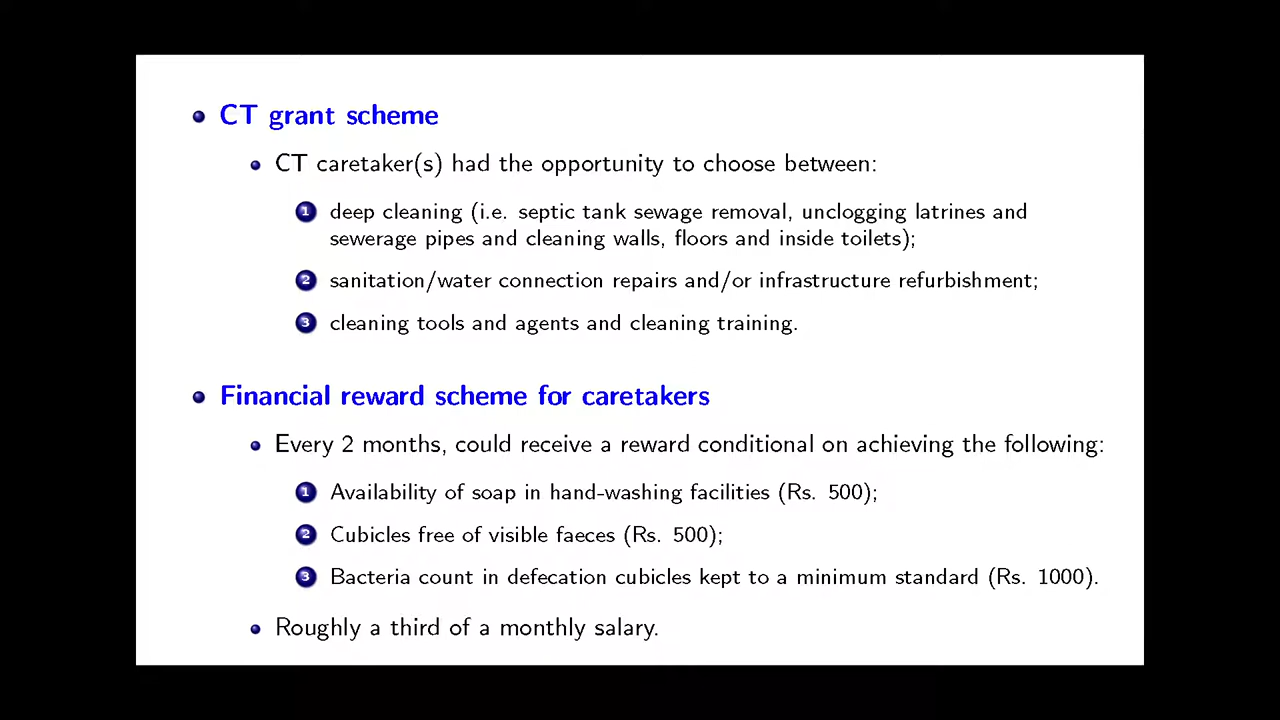 CT grant scheme
CT caretaker(s) had the opportunity to choose between:
1 deep cleaning (i.e. septic tank sewage removal, unclogging latrines and
sewerage pipes and cleaning walls, floors and inside toilets);
2 sanitation/water connection repairs and/or infrastructure refurbishment;
3 cleaning tools and agents and cleaning training.
Financial reward scheme for caretakers
Every 2 months, could receive a reward conditional on achieving the following:
1 Availability of soap in hand-washing facilities (Rs. 500);
2 Cubicles free of visible faeces (Rs. 500);
3 Bacteria count in defecation cubicles kept to a minimum standard (Rs. 1000).
Roughly a third of a monthly salary.